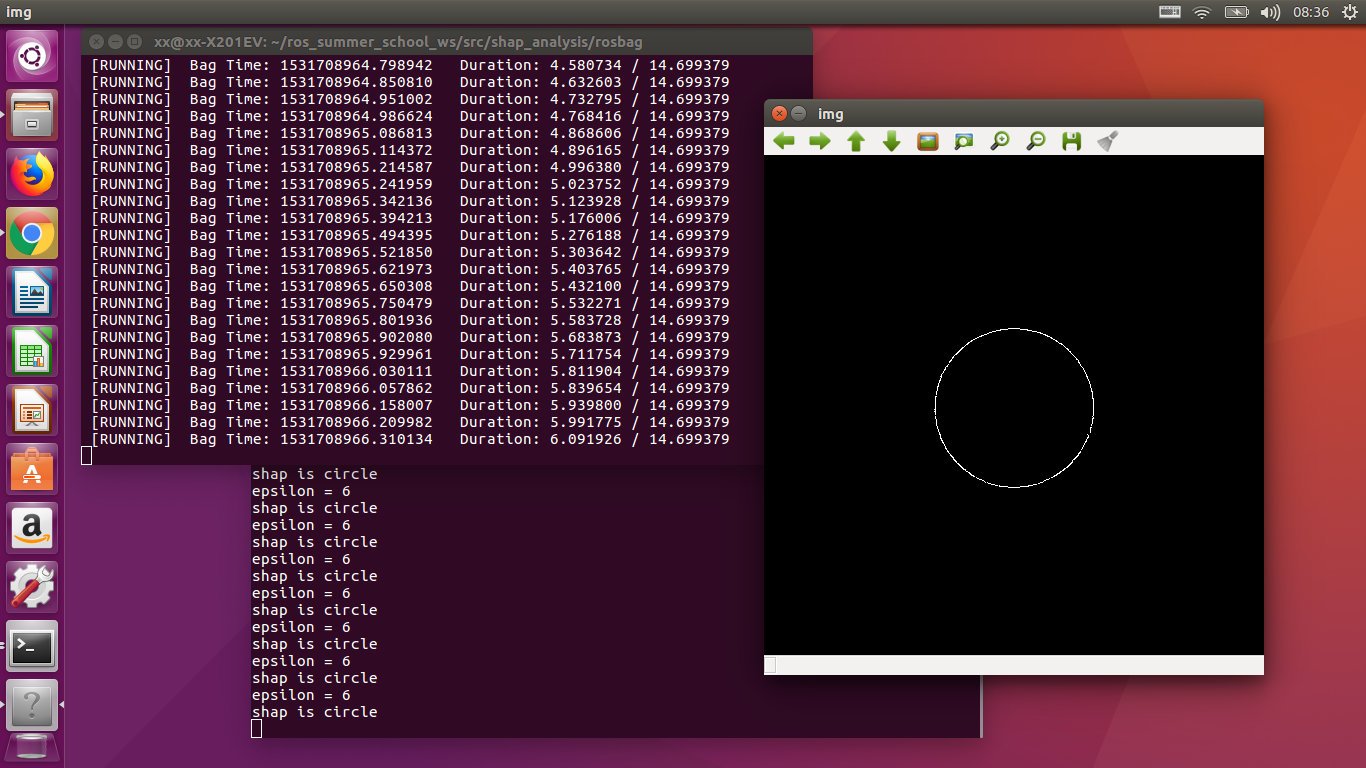 img
08:36
xx@xx-X201EV: ~/ros_summer_school_ws/src/shap_analysis/rosbag
[RUNNING]  Bag Time: 1531708964.798942   Duration: 4.580734 / 14.699379
[RUNNING]  Bag Time: 1531708964.850810   Duration: 4.632603 / 14.699379
[RUNNING]  Bag Time: 1531708964.951002   Duration: 4.732795 / 14.699379
[RUNNING]  Bag Time: 1531708964.986624   Duration: 4.768416 / 14.699379
[RUNNING]  Bag Time: 1531708965.086813   Duration: 4.868606 / 14.699379
[RUNNING]  Bag Time: 1531708965.114372   Duration: 4.896165 / 14.699379
[RUNNING]  Bag Time: 1531708965.214587   Duration: 4.996380 / 14.699379
[RUNNING]  Bag Time: 1531708965.241959   Duration: 5.023752 / 14.699379
[RUNNING]  Bag Time: 1531708965.342136   Duration: 5.123928 / 14.699379
[RUNNING]  Bag Time: 1531708965.394213   Duration: 5.176006 / 14.699379
[RUNNING]  Bag Time: 1531708965.494395   Duration: 5.276188 / 14.699379
[RUNNING]  Bag Time: 1531708965.521850   Duration: 5.303642 / 14.699379
[RUNNING]  Bag Time: 1531708965.621973   Duration: 5.403765 / 14.699379
[RUNNING]  Bag Time: 1531708965.650308   Duration: 5.432100 / 14.699379
[RUNNING]  Bag Time: 1531708965.750479   Duration: 5.532271 / 14.699379
[RUNNING]  Bag Time: 1531708965.801936   Duration: 5.583728 / 14.699379
[RUNNING]  Bag Time: 1531708965.902080   Duration: 5.683873 / 14.699379
[RUNNING]  Bag Time: 1531708965.929961   Duration: 5.711754 / 14.699379
[RUNNING]  Bag Time: 1531708966.030111   Duration: 5.811904 / 14.699379
[RUNNING]  Bag Time: 1531708966.057862   Duration: 5.839654 / 14.699379
[RUNNING]  Bag Time: 1531708966.158007   Duration: 5.939800 / 14.699379
[RUNNING]  Bag Time: 1531708966.209982   Duration: 5.991775 / 14.699379
[RUNNING]  Bag Time: 1531708966.310134   Duration: 6.091926 / 14.699379
shap is circle
epsilon = 6
shap is circle
epsilon = 6
shap is circle
epsilon = 6
shap is circle
epsilon = 6
shap is circle
epsilon = 6
shap is circle
epsilon = 6
shap is circle
epsilon = 6
shap is circle
img